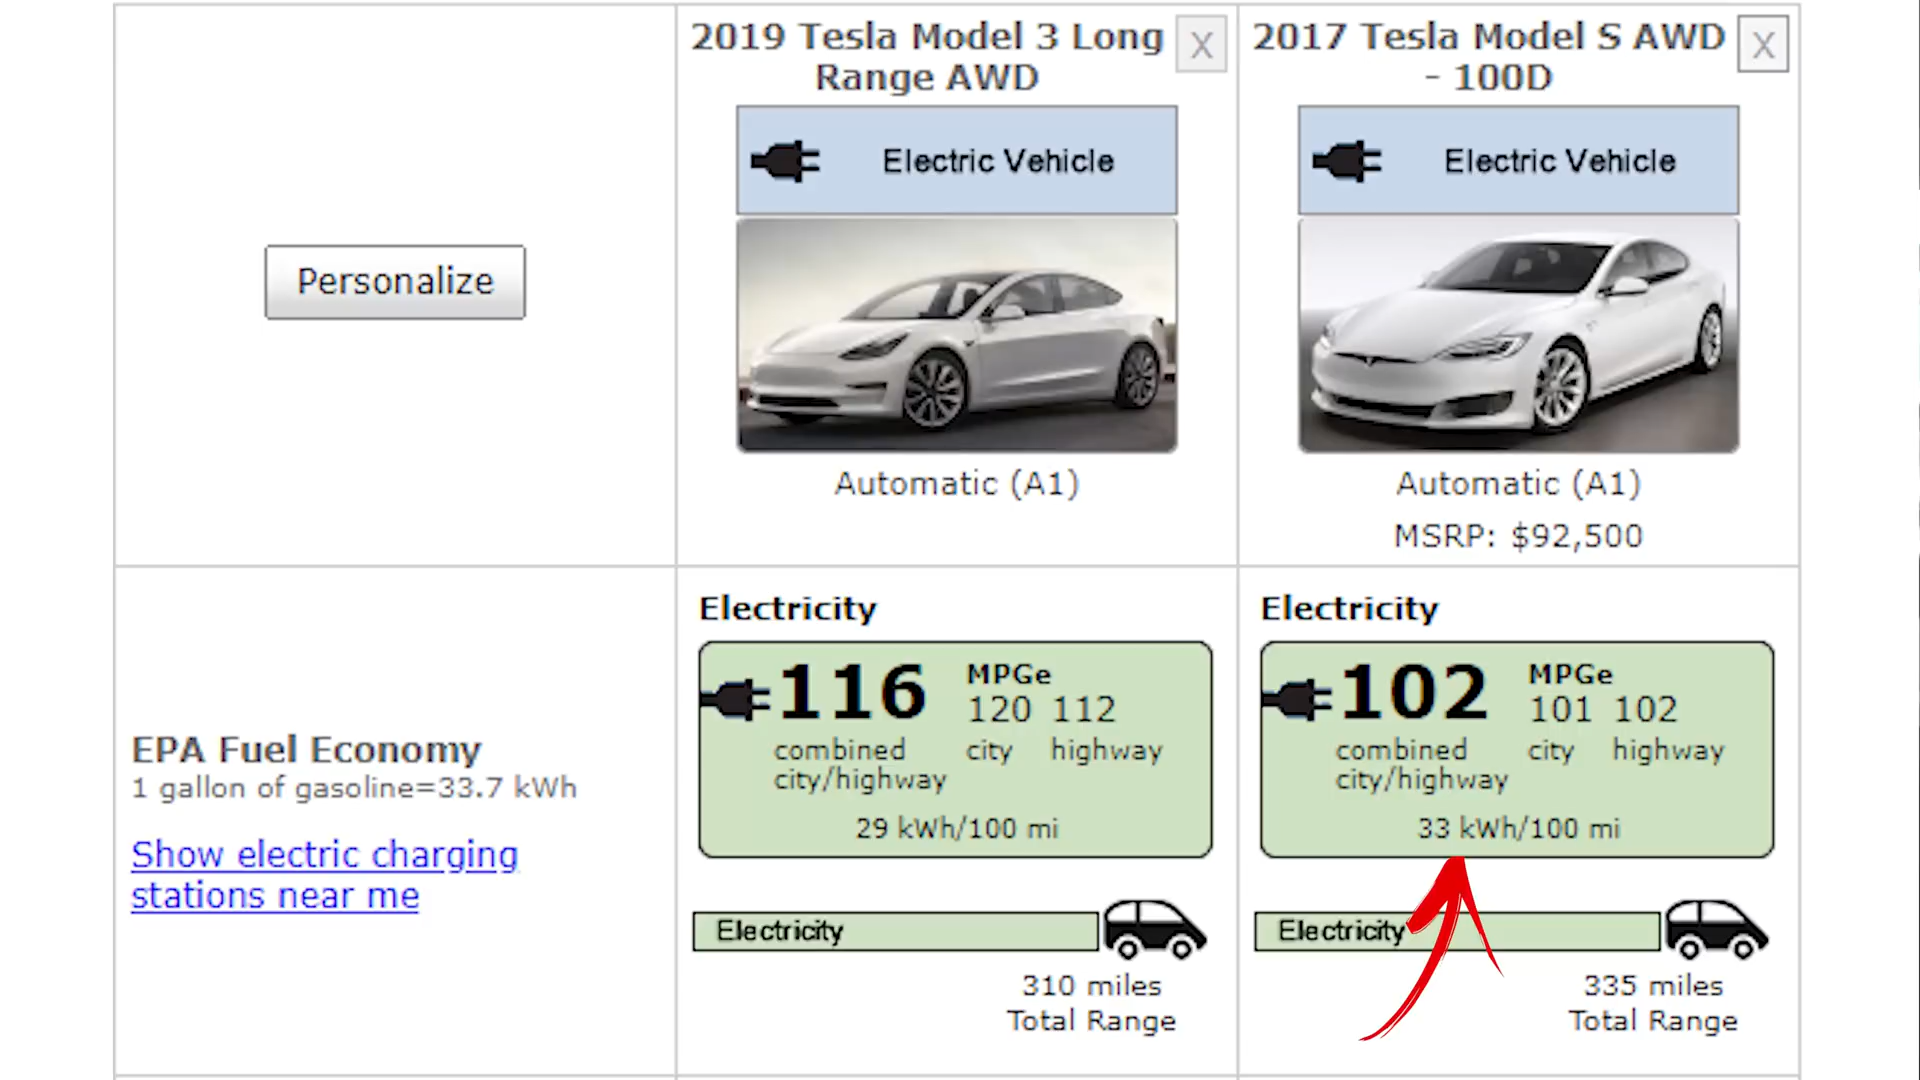 2019 Tesla Model 3 Long
Range AWD
X
2017 Tesla Model S AWD
- 100D
X
Electric Vehicle
Electric Vehicle
Personalize
Automatic (A1)
Automatic (A1)
MSRP: $92,500
EPA Fuel Economy
1 gallon of gasoline=33.7 kWh
Show electric charging
stations near me
Electricity
116
MPGe
120 112
combined
city/highway
city highway
29 kWh/100 mi
Electricity
310 miles
Total Range
Electricity
102
MPGe
101 102
combined
city/highway
city highway
33 kWh/100 mi
Electricity
335 miles
Total Range